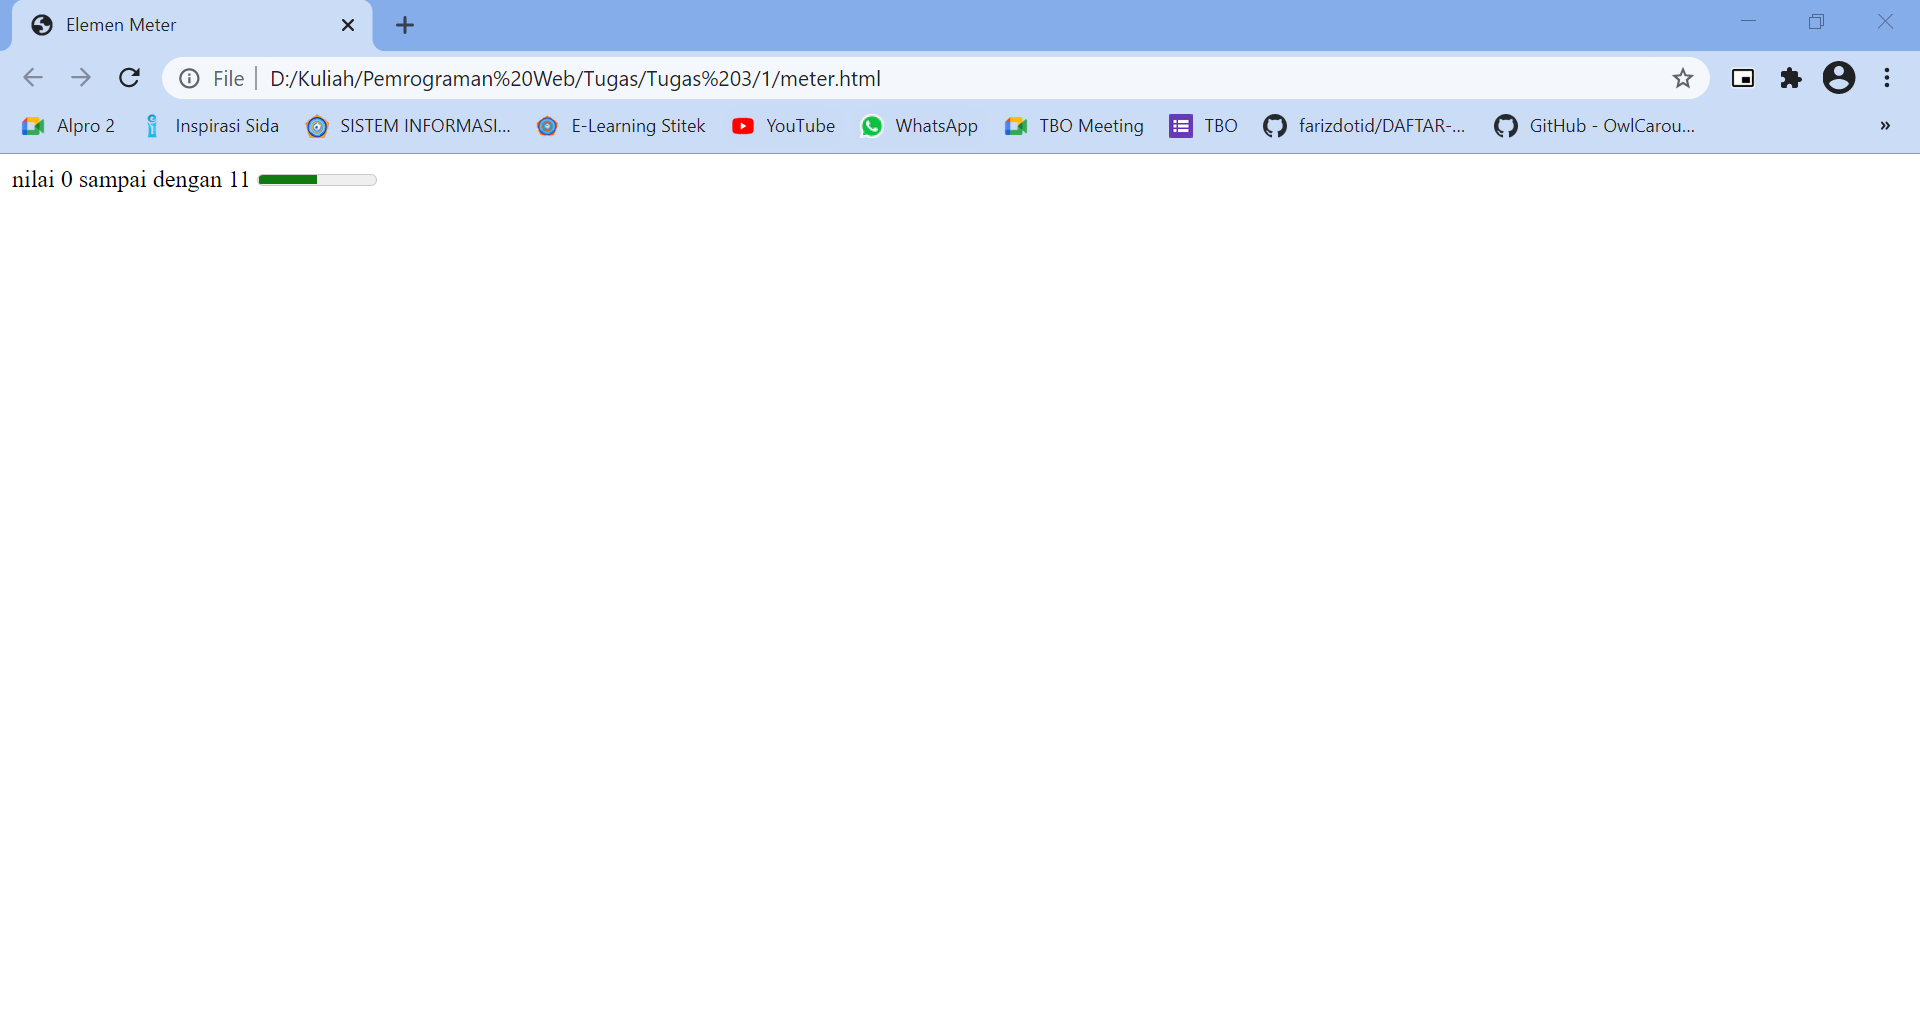 Elemen Meter
File D:/Kuliah/Pemrograman%20Web/Tugas/Tugas%203/1/meter.html
Alpro 2 Inspirasi Sida SISTEM INFORMASI... E-Learning Stitek YouTube WhatsApp TBO Meeting TBO farizdotid/DAFTAR-... GitHub - OwlCarou... »
nilai 0 sampai dengan 11